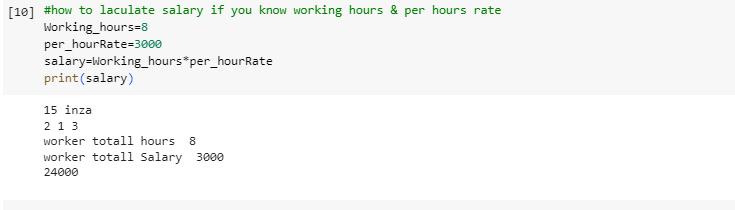 [10] #how to laculate salary if you know working hours & per hours rate
Working_hours=8
per_hourRate=3000
salary=Working_hours*per_hourRate
print(salary)
15 inza
2 1 3
worker totall hours  8
worker totall Salary  3000
24000